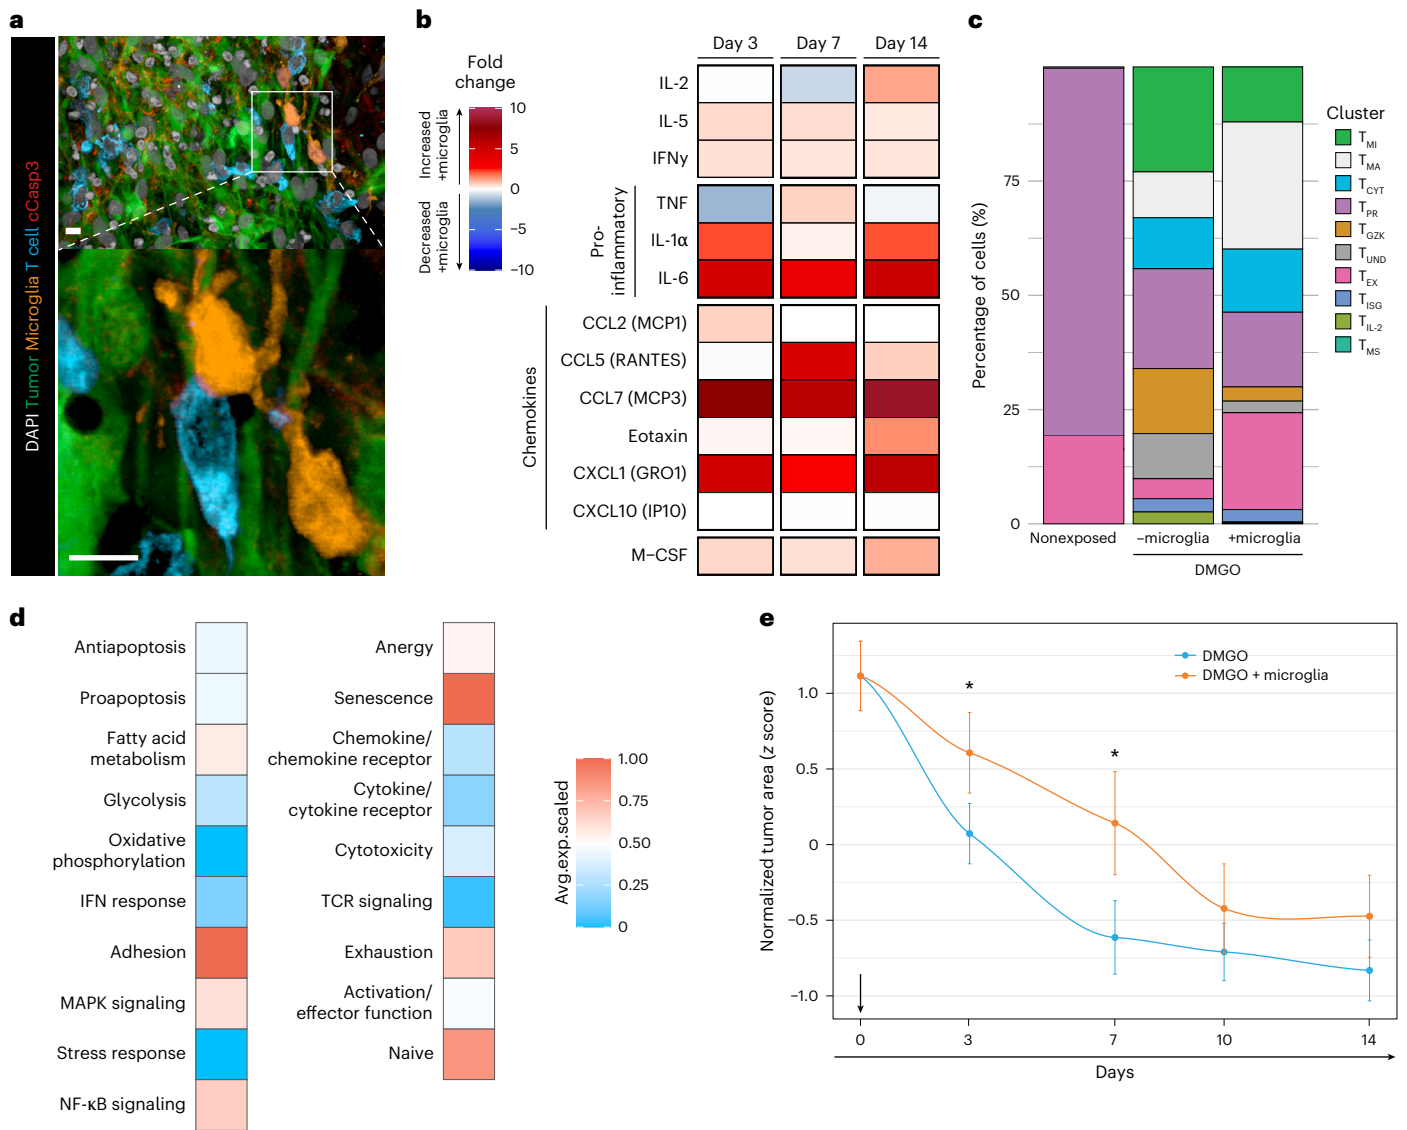 a
DAPI Tumor Microglia T cell cCasp3
b
Fold
change
Increased
+microglia
Decreased
+microglia
10
5
0
−5
−10
Day 3 Day 7 Day 14
IL-2
IL-5
IFNγ
Pro-
inflammatory
TNF
IL-1α
IL-6
Chemokines
CCL2 (MCP1)
CCL5 (RANTES)
CCL7 (MCP3)
Eotaxin
CXCL1 (GRO1)
CXCL10 (IP10)
M-CSF
c
Percentage of cells (%)
75
50
25
0
Nonexposed −microglia +microglia
DMGO
Cluster
TMI
TMA
TCYT
TPR
TGZK
TUND
TEX
TISG
TIL-2
TMS
d
Antiapoptosis
Proapoptosis
Fatty acid
metabolism
Glycolysis
Oxidative
phosphorylation
IFN response
Adhesion
MAPK signaling
Stress response
NF-κB signaling
Anergy
Senescence
Chemokine/
chemokine receptor
Cytokine/
cytokine receptor
Cytotoxicity
TCR signaling
Exhaustion
Activation/
effector function
Naive
Avg.exp.scaled
1.00
0.75
0.50
0.25
0
e
Normalized tumor area (z score)
1.0
0.5
0
−0.5
−1.0
DMGO
DMGO + microglia
*
*
0 3 7 10 14
Days